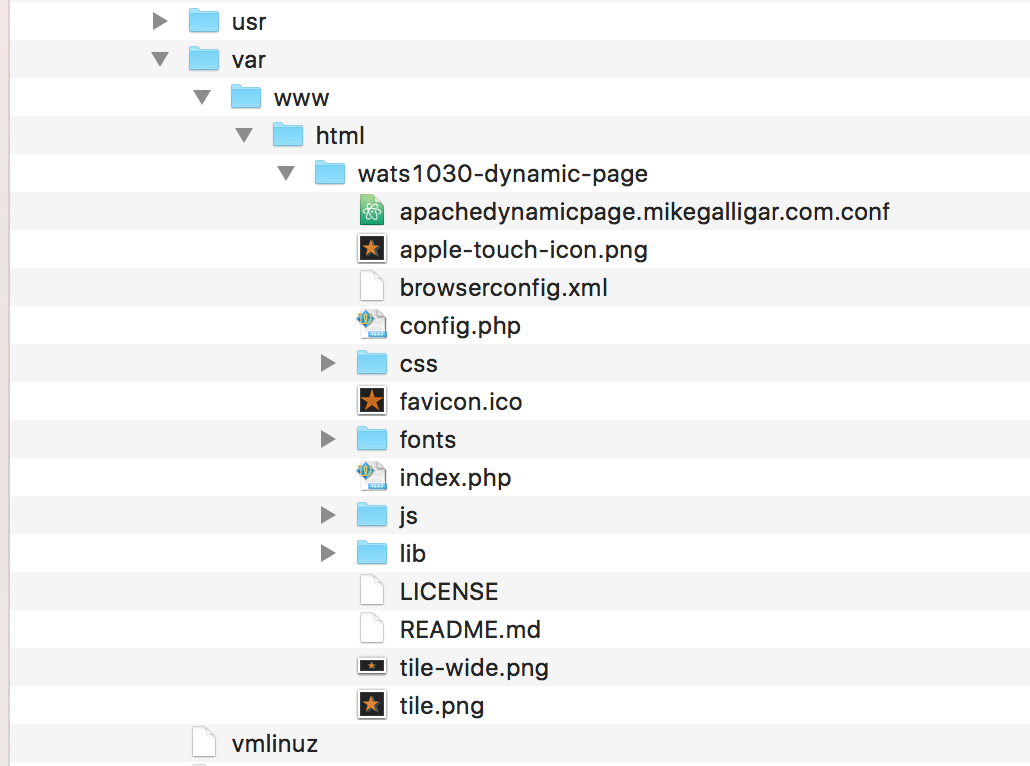 usr
var
www
html
wats1030-dynamic-page
apachedynamicpage.mikegalligar.com.conf
apple-touch-icon.png
browserconfig.xml
config.php
css
favicon.ico
fonts
index.php
js
lib
LICENSE
README.md
tile-wide.png
tile.png
vmlinuz